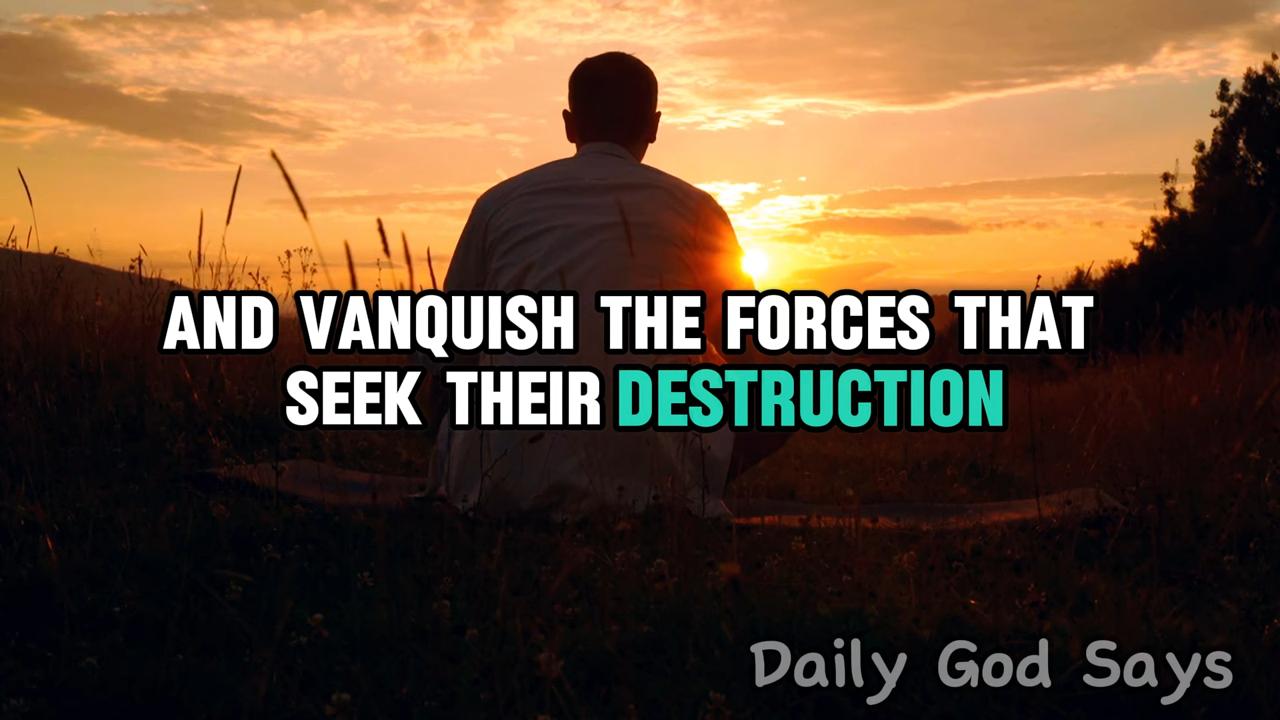 AND VANQUISH THE FORCES THAT
SEEK THEIR DESTRUCTION
Daily God Says